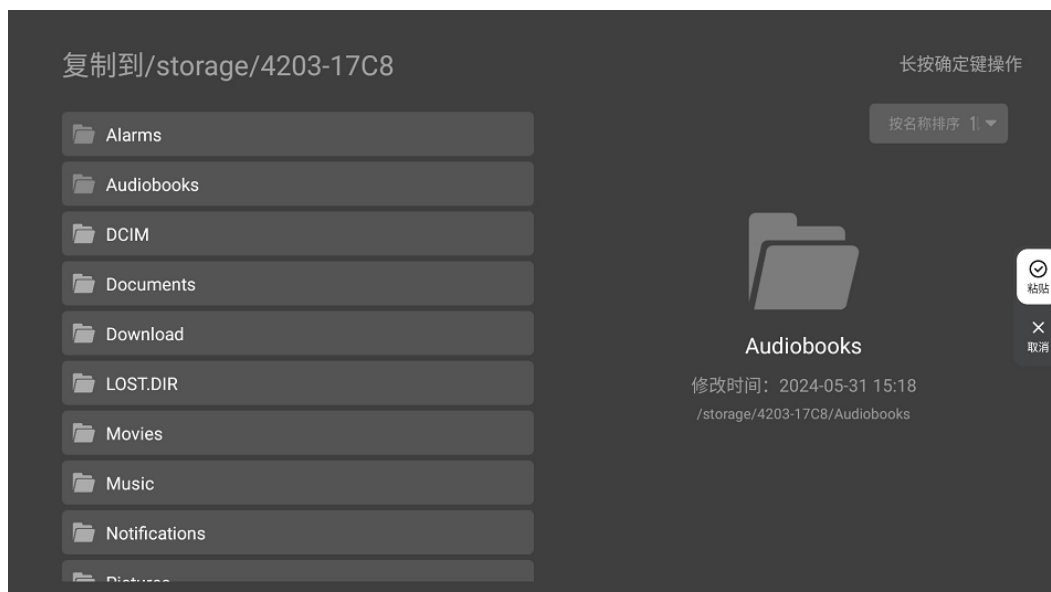 复制到/storage/4203-17C8
长按确定键操作
按名称排序
Alarms
Audiobooks
DCIM
Documents
Download
LOST.DIR
Movies
Music
Notifications
Pictures
Audiobooks
修改时间：2024-05-31 15:18
/storage/4203-17C8/Audiobooks
粘贴
取消